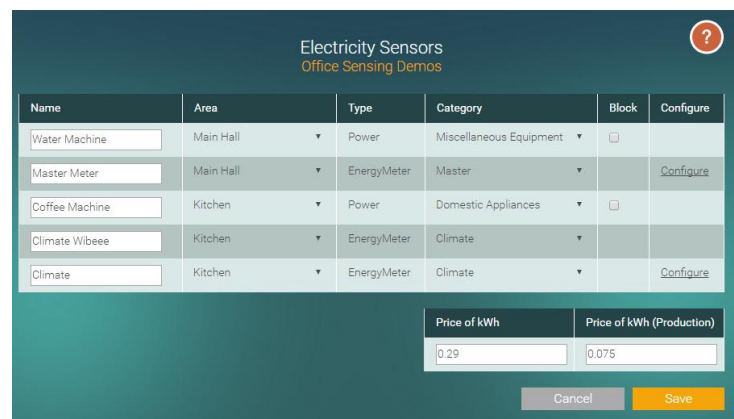 ?
Electricity Sensors
Office Sensing Demos
Name Area Type Category Block Configure
Water Machine Main Hall Power Miscellaneous Equipment
Master Meter Main Hall EnergyMeter Master Configure
Coffee Machine Kitchen Power Domestic Appliances
Climate Wibeee Kitchen EnergyMeter Climate
Climate Kitchen EnergyMeter Climate Configure
Price of kWh Price of kWh (Production)
0.29 0.075
Cancel Save